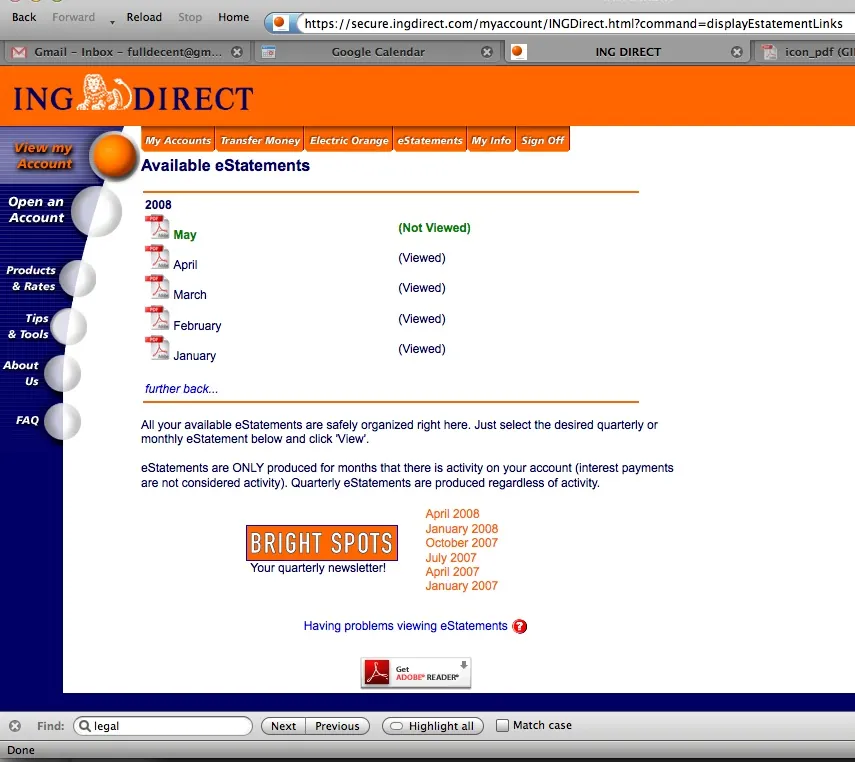 Back Forward Reload Stop Home https://secure.ingdirect.com/myaccount/INGDirect.html?command=displayEstatementLinks
Gmail - Inbox - fulldecent@gm... Google Calendar ING DIRECT icon_pdf (GI
ING DIRECT
View my
Account
My Accounts Transfer Money Electric Orange eStatements My Info Sign Off
Available eStatements
Open an
Account
Products
& Rates
Tips
& Tools
About
Us
FAQ
2008
May (Not Viewed)
April (Viewed)
March (Viewed)
February (Viewed)
January (Viewed)
further back...
All your available eStatements are safely organized right here. Just select the desired quarterly or
monthly eStatement below and click 'View'.
eStatements are ONLY produced for months that there is activity on your account (interest payments
are not considered activity). Quarterly eStatements are produced regardless of activity.
BRIGHT SPOTS
Your quarterly newsletter!
April 2008
January 2008
October 2007
July 2007
April 2007
January 2007
Having problems viewing eStatements ?
Get
ADOBE® READER®
Find: legal Next Previous Highlight all Match case
Done